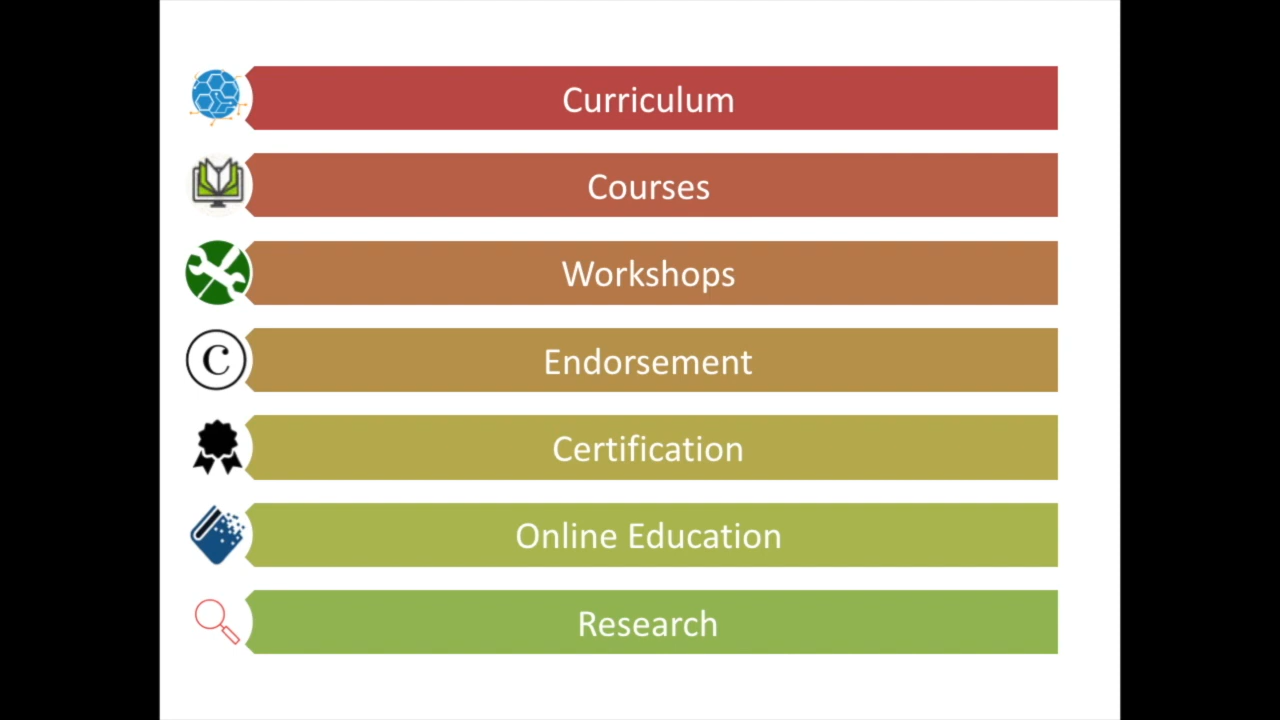 Curriculum
Courses
Workshops
C
Endorsement
Certification
Online Education
Research